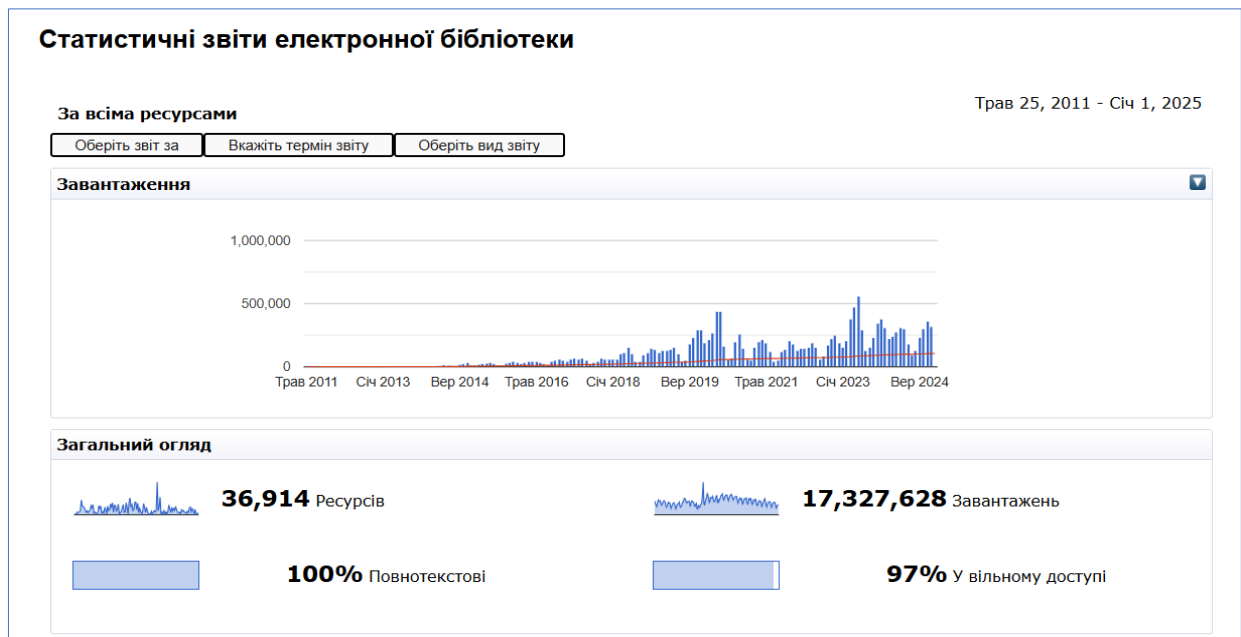 Статистичні звіти електронної бібліотеки
Трав 25, 2011 - Січ 1, 2025
За всіма ресурсами
Оберіть звіт за Вкажіть термін звіту Оберіть вид звіту
Завантаження
1,000,000
500,000
0
Трав 2011 Січ 2013 Вер 2014 Трав 2016 Січ 2018 Вер 2019 Трав 2021 Січ 2023 Вер 2024
Загальний огляд
36,914 Ресурсів 17,327,628 Завантажень
100% Повнотекстові 97% У вільному доступі